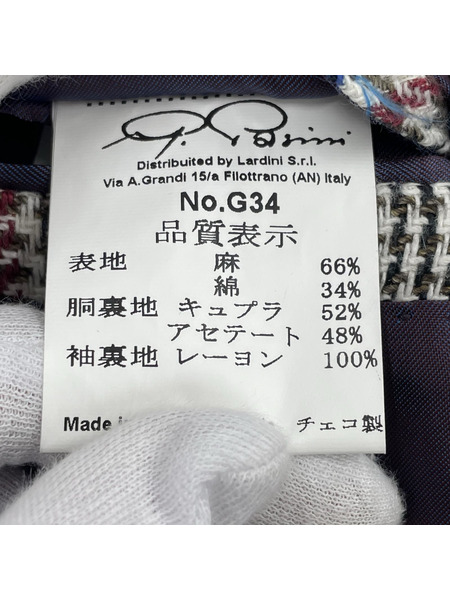 G. Pasini
Distribuited by Lardini S.r.l.
Via A.Grandi 15/a Filottrano (AN) Italy
No.G34
品質表示
表地 麻 66%
綿 34%
胴裏地 キュプラ 52%
アセテート 48%
袖裏地 レーヨン 100%
Made in チェコ製